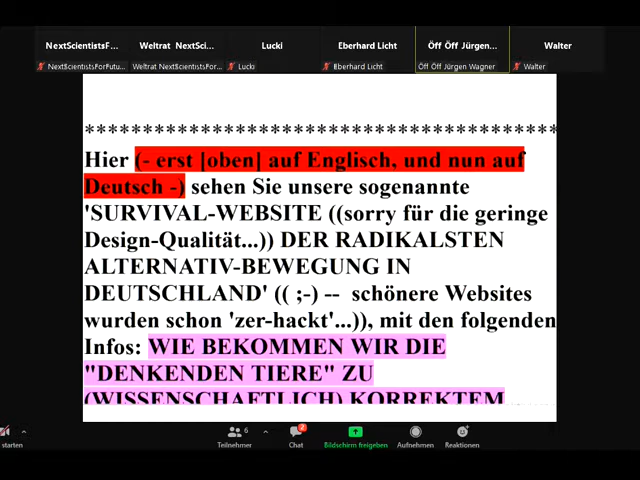 NextScientistsF...
Weltrat NextSci...
Lucki
Eberhard Licht
Öff Öff Jürgen...
Walter
NextScientistsForFutu...
Weltrat NextScientistsFor...
Lucki
Eberhard Licht
Öff Öff Jürgen Wagner
Walter
*****************************************
Hier (- erst [oben] auf Englisch, und nun auf
Deutsch -) sehen Sie unsere sogenannte
'SURVIVAL-WEBSITE ((sorry für die geringe
Design-Qualität...)) DER RADIKALSTEN
ALTERNATIV-BEWEGUNG IN
DEUTSCHLAND' (( ;-) -- schönere Websites
wurden schon 'zer-hackt'...)), mit den folgenden
Infos: WIE BEKOMMEN WIR DIE
"DENKENDEN TIERE" ZU
(WISSENSCHAFTLICH) KORREKTEM
6
2
starten
Teilnehmer
Chat
Bildschirm freigeben
Aufnehmen
Reaktionen